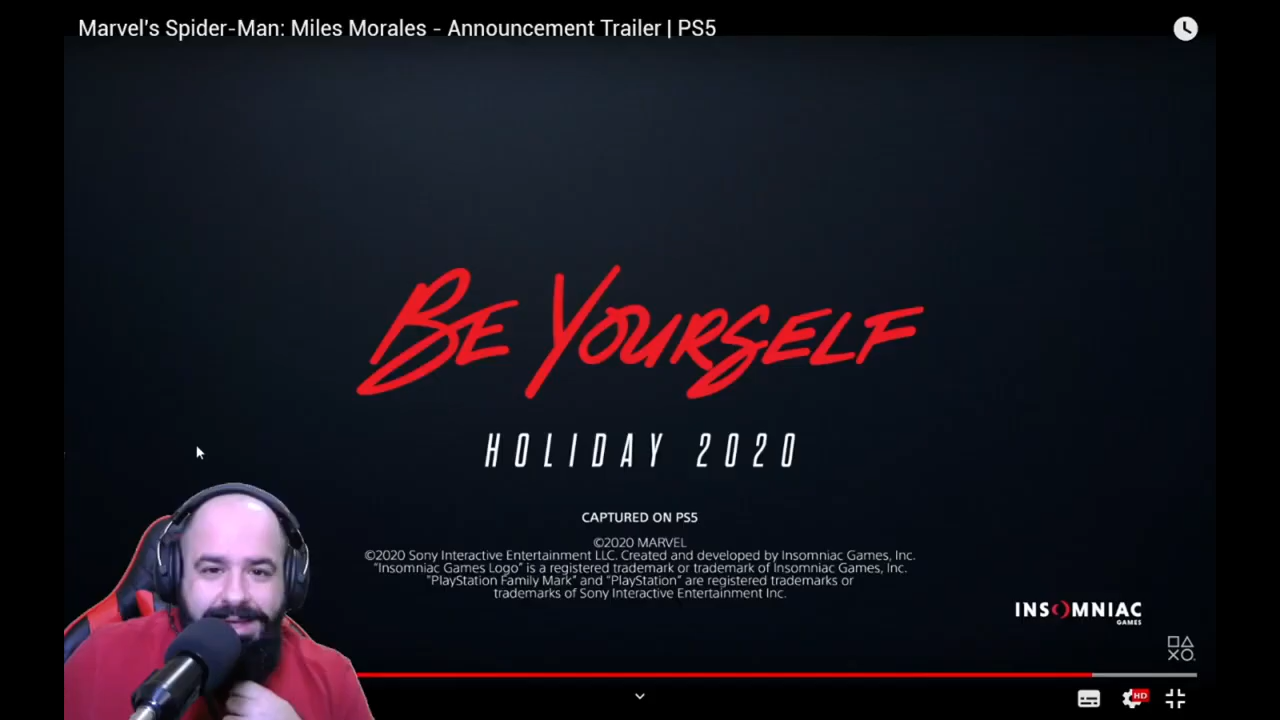 Marvel's Spider-Man: Miles Morales - Announcement Trailer | PS5
BE YOURSELF
HOLIDAY 2020
CAPTURED ON PS5
©2020 MARVEL
©2020 Sony Interactive Entertainment LLC. Created and developed by Insomniac Games, Inc.
"Insomniac Games Logo" is a registered trademark or trademark of Insomniac Games, Inc.
"PlayStation Family Mark" and "PlayStation" are registered trademarks or
trademarks of Sony Interactive Entertainment Inc.
INSOMNIAC
GAMES
HD